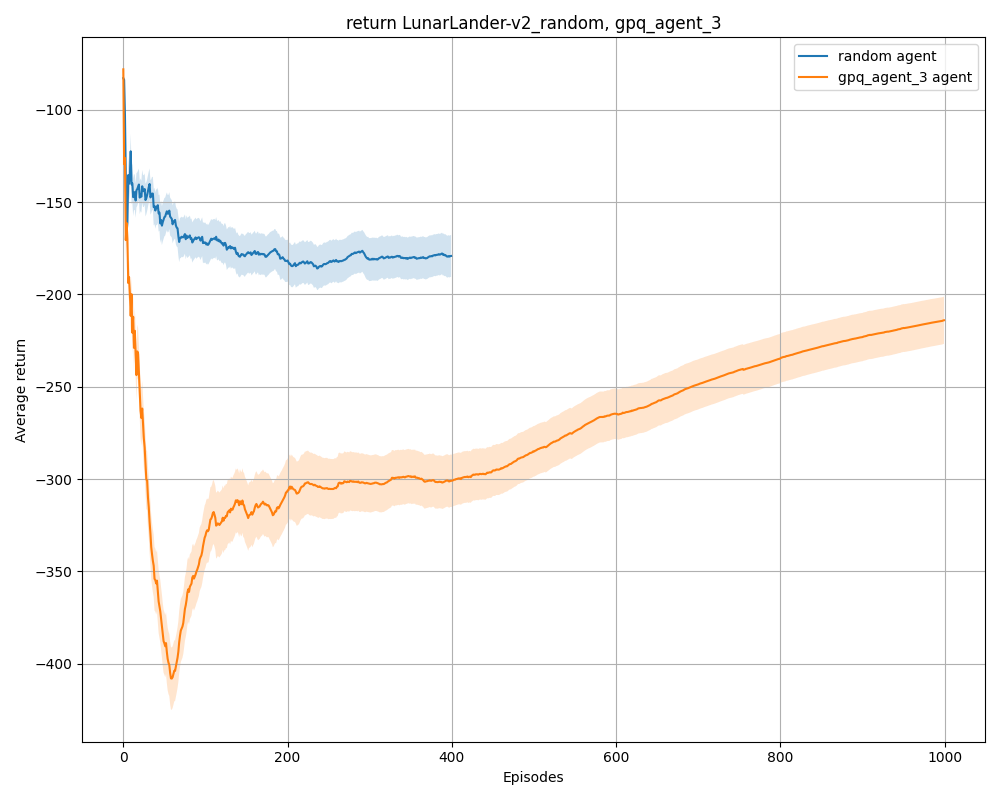 return LunarLander-v2_random, gpq_agent_3
random agent
gpq_agent_3 agent
Average return
−100
−150
−200
−250
−300
−350
−400
0
200
400
600
800
1000
Episodes